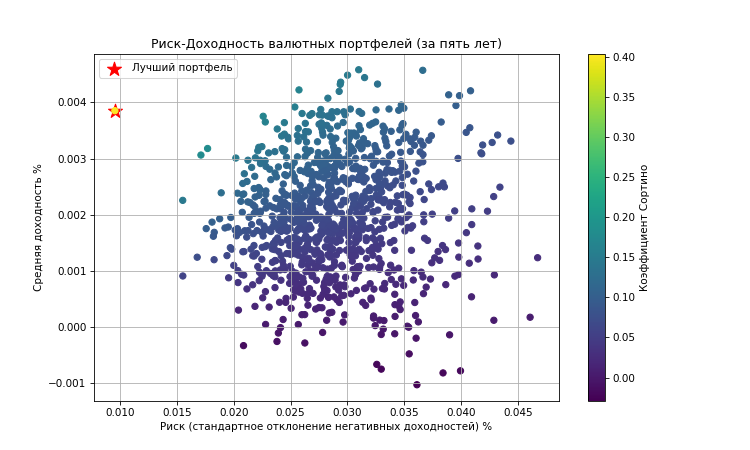 Риск-Доходность валютных портфелей (за пять лет)
Лучший портфель
Средняя доходность %
0.004
0.003
0.002
0.001
0.000
−0.001
0.010 0.015 0.020 0.025 0.030 0.035 0.040 0.045
Риск (стандартное отклонение негативных доходностей) %
0.40
0.35
0.30
0.25
0.20
0.15
0.10
0.05
0.00
Коэффициент Сортино